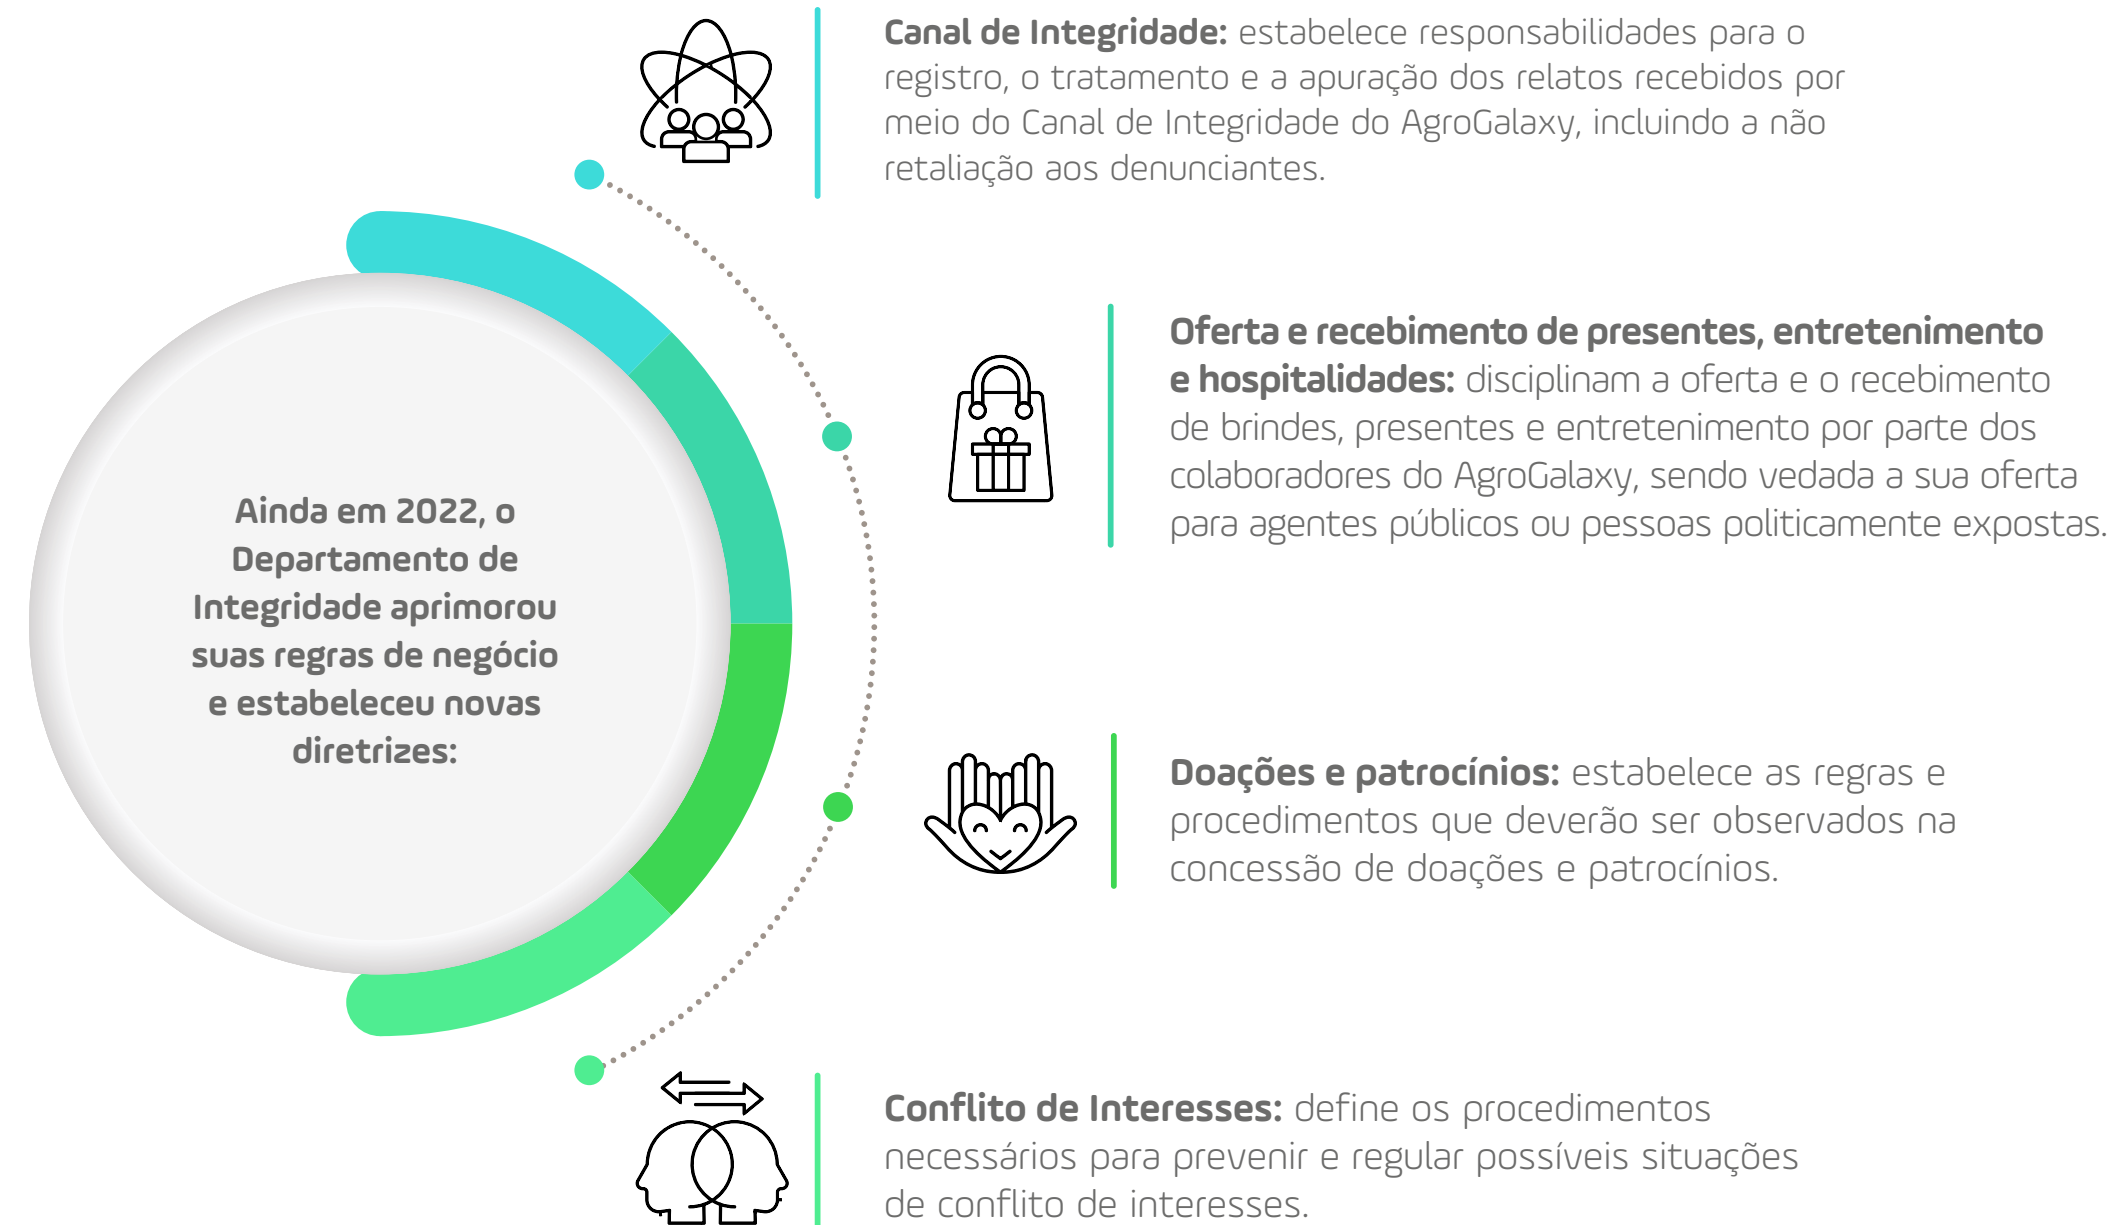 Canal de Integridade: estabelece responsabilidades para o
registro, o tratamento e a apuração dos relatos recebidos por
meio do Canal de Integridade do AgroGalaxy, incluindo a não
retaliação aos denunciantes.
Oferta e recebimento de presentes, entretenimento
e hospitalidades: disciplinam a oferta e o recebimento
de brindes, presentes e entretenimento por parte dos
colaboradores do AgroGalaxy, sendo vedada a sua oferta
para agentes públicos ou pessoas politicamente expostas.
Ainda em 2022, o
Departamento de
Integridade aprimorou
suas regras de negócio
e estabeleceu novas
diretrizes:
Doações e patrocínios: estabelece as regras e
procedimentos que deverão ser observados na
concessão de doações e patrocínios.
Conflito de Interesses: define os procedimentos
necessários para prevenir e regular possíveis situações
de conflito de interesses.